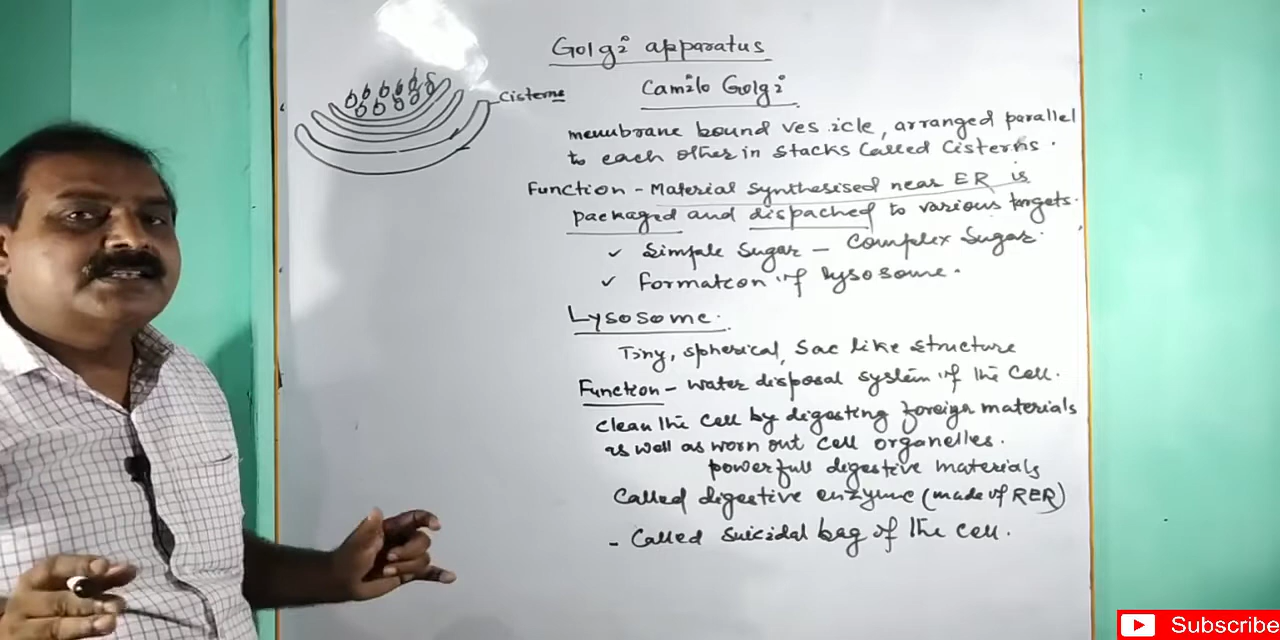 Golgi apparatus
Camilo Golgi
Cisterns
membrane bound vesicle, arranged parallel
to each other in stacks called Cisterns.
Function - Material synthesised near ER is
packaged and dispached to various targets.
✓ Simple Sugar - Complex Sugar.
✓ Formation of lysosome.
Lysosome.
Tiny, spherical, Sac like structure
Function - water disposal system of the Cell.
clean the Cell by digesting foreign materials
as well as worn out cell organelles.
powerfull digestive materials
Called digestive enzyme (made of RER)
- Called suicidal bag of the cell.
Subscribe